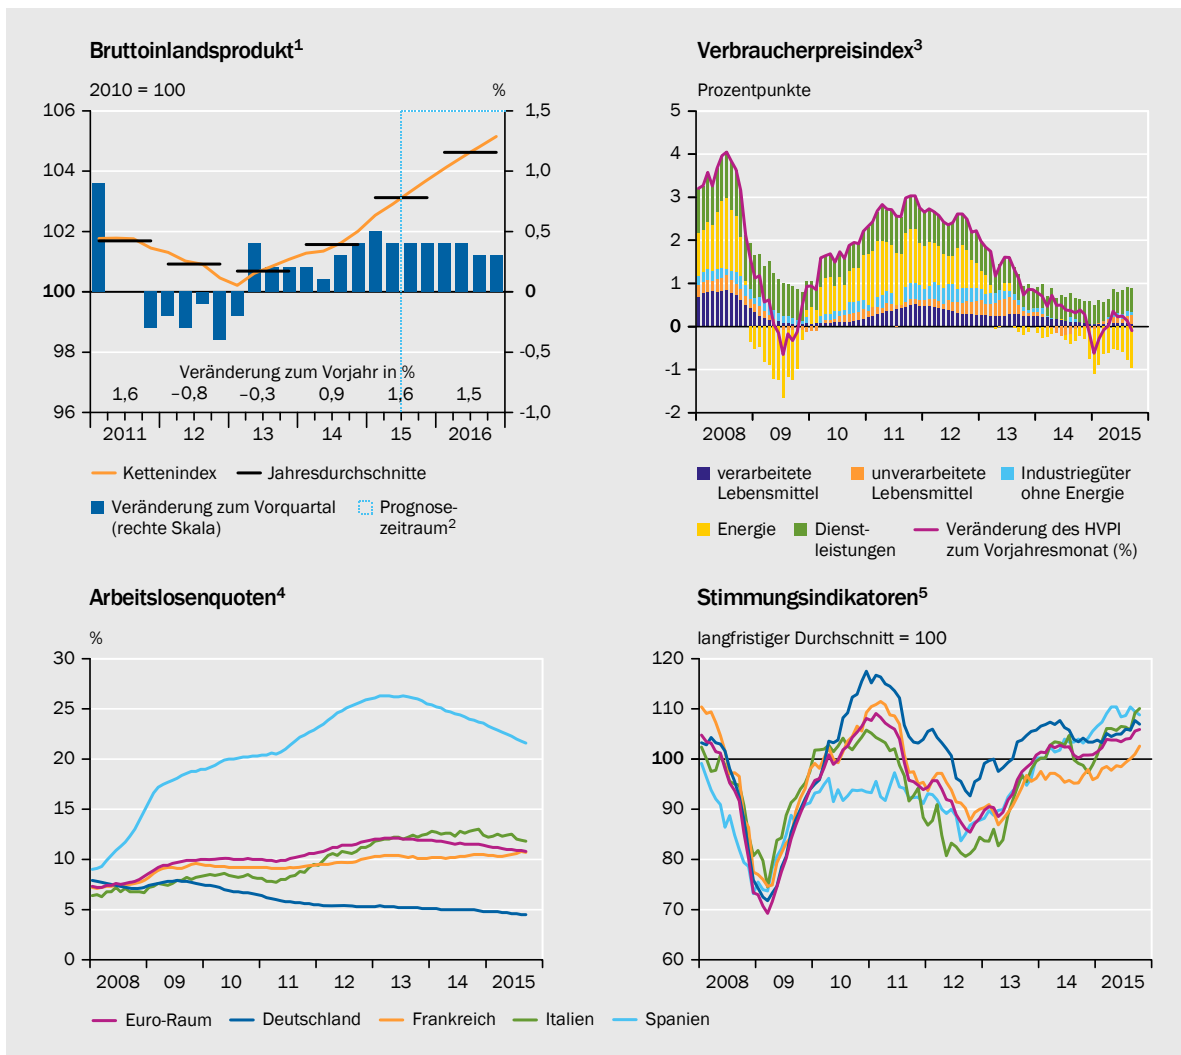 Bruttoinlandsprodukt¹
2010 = 100
%
106
104
102
100
98
96
1,5
1,0
0,5
0
-0,5
-1,0
Veränderung zum Vorjahr in %
1,6 –0,8 –0,3 0,9 1,6 1,5
2011 12 13 14 15 2016
Kettenindex Jahresdurchschnitte
Veränderung zum Vorquartal
(rechte Skala)
Prognose-
zeitraum²
Verbraucherpreisindex³
Prozentpunkte
5
4
3
2
1
0
-1
-2
2008 09 10 11 12 13 14 2015
verarbeitete
Lebensmittel
unverarbeitete
Lebensmittel
Industriegüter
ohne Energie
Energie
Dienst-
leistungen
Veränderung des HVPI
zum Vorjahresmonat (%)
Arbeitslosenquoten⁴
%
30
25
20
15
10
5
0
2008 09 10 11 12 13 14 2015
Stimmungsindikatoren⁵
langfristiger Durchschnitt = 100
120
110
100
90
80
70
60
2008 09 10 11 12 13 14 2015
Euro-Raum Deutschland Frankreich Italien Spanien